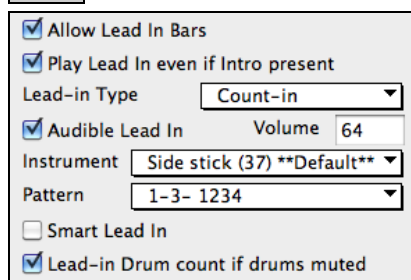 Allow Lead In Bars
Play Lead In even if Intro present
Lead-in Type Count-in
Audible Lead In Volume 64
Instrument Side stick (37) **Default**
Pattern 1-3- 1234
Smart Lead In
Lead-in Drum count if drums muted